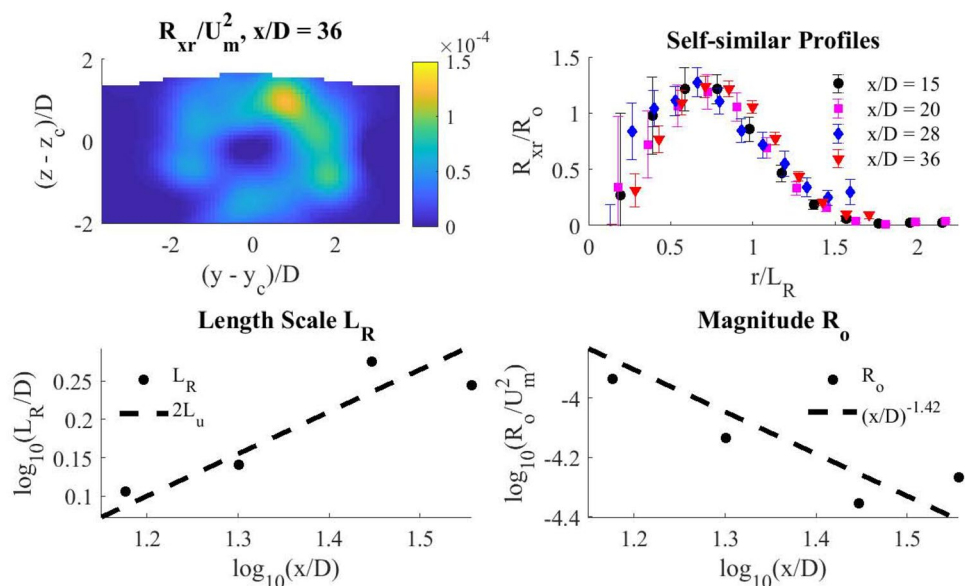 R_xr/U_m^2, x/D = 36
×10^-4
2
0
-2
(z - z_c)/D
-2
0
2
(y - y_c)/D
15
10
5
0
Self-similar Profiles
1.5
1
0.5
0
R_xr/R_o
0
0.5
1
1.5
2
r/L_R
x/D = 15
x/D = 20
x/D = 28
x/D = 36
Length Scale L_R
0.25
0.2
0.15
0.1
log_10(L_R/D)
L_R
2L_u
1.2
1.3
1.4
1.5
log_10(x/D)
Magnitude R_o
-4
-4.2
-4.4
log_10(R_o/U_m^2)
R_o
(x/D)^-1.42
1.2
1.3
1.4
1.5
log_10(x/D)